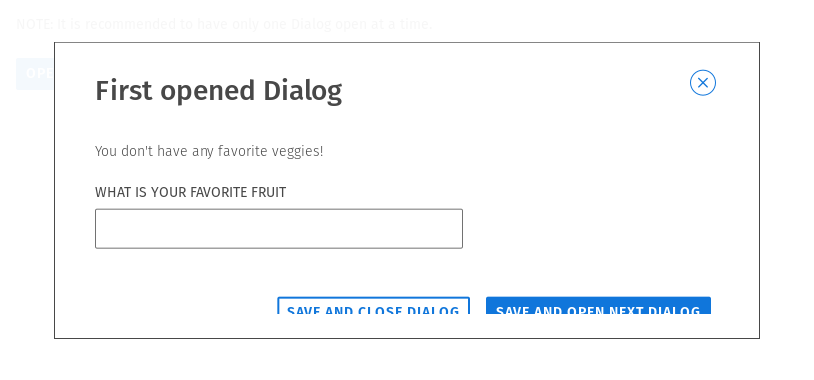 NOTE: It is recommended to have only one Dialog open at a time.
OPE
First opened Dialog
You don't have any favorite veggies!
WHAT IS YOUR FAVORITE FRUIT
SAVE AND CLOSE DIALOG
SAVE AND OPEN NEXT DIALOG